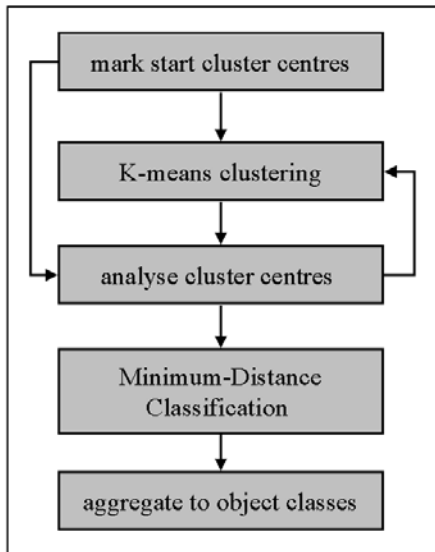 mark start cluster centres
K-means clustering
analyse cluster centres
Minimum-Distance
Classification
aggregate to object classes